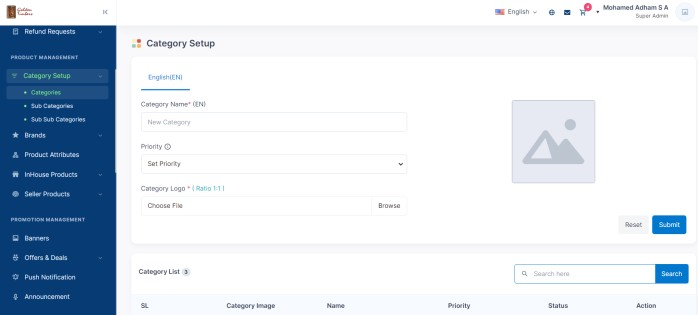 Golden Timbers
English
4
Mohamed Adham S A
Super Admin
Refund Requests
PRODUCT MANAGEMENT
Category Setup
Categories
Sub Categories
Sub Sub Categories
Brands
Product Attributes
InHouse Products
Seller Products
PROMOTION MANAGEMENT
Banners
Offers & Deals
Push Notification
Announcement
Category Setup
English(EN)
Category Name* (EN)
New Category
Priority
Set Priority
Category Logo * ( Ratio 1:1 )
Choose File
Browse
Reset
Submit
Category List 3
Search here
Search
SL
Category Image
Name
Priority
Status
Action